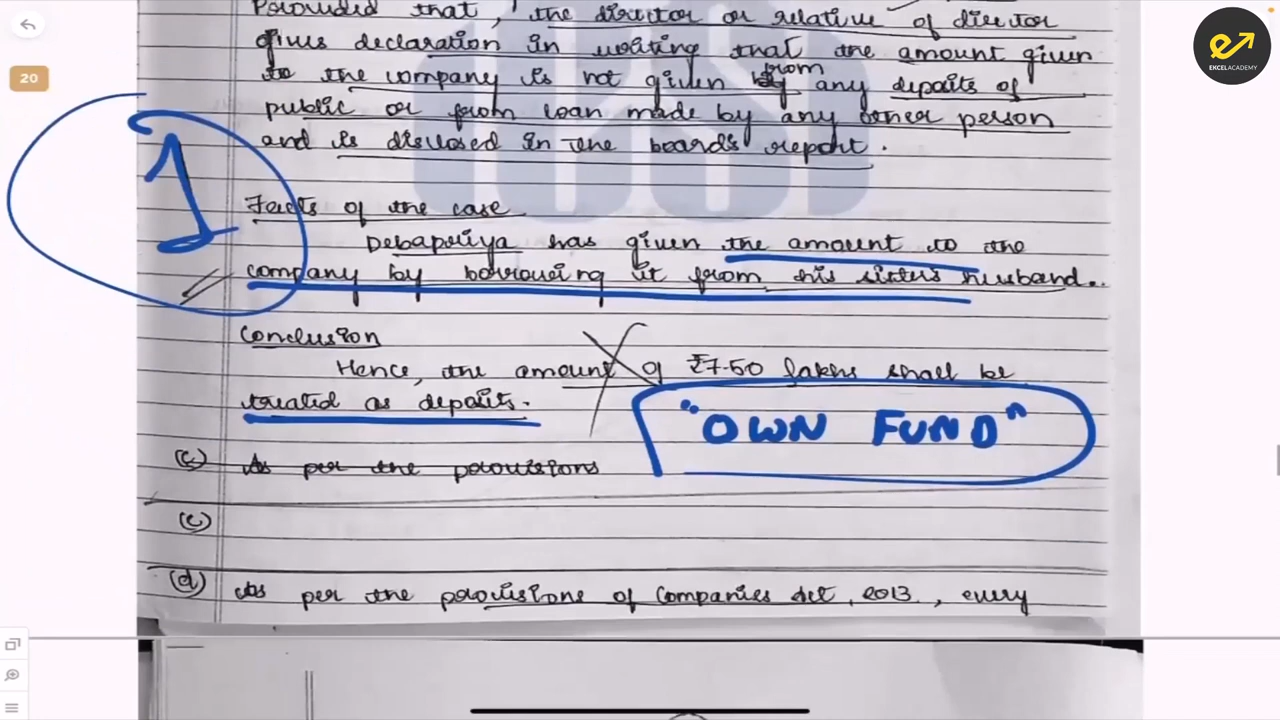 20
Provided that, the director or relative of director
gives declaration in writing that the amount given
to the company is not given by from any deposits of
public or from loan made by any other person
and is disclosed in the board's report.
1
Facts of the case
Debapriya has given the amount to the
company by borrowing it from his sister's husband.
Conclusion
Hence, the amount of ₹7.50 lakhs shall be
treated as deposits.
"OWN FUND"
(c) As per the provisions
(c)
(d) As per the provisions of Companies Act, 2013, every
EXCEL ACADEMY